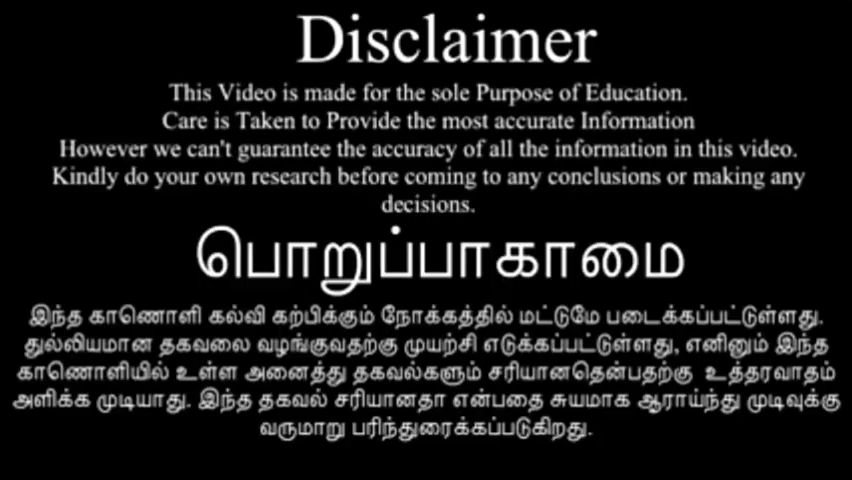 Disclaimer
This Video is made for the sole Purpose of Education.
Care is Taken to Provide the most accurate Information
However we can't guarantee the accuracy of all the information in this video.
Kindly do your own research before coming to any conclusions or making any
decisions.
பொறுப்பாகாமை
இந்த காணொளி கல்வி கற்பிக்கும் நோக்கத்தில் மட்டுமே படைக்கப்பட்டுள்ளது.
துல்லியமான தகவலை வழங்குவதற்கு முயற்சி எடுக்கப்பட்டுள்ளது, எனினும் இந்த
காணொளியில் உள்ள அனைத்து தகவல்களும் சரியானதென்பதற்கு உத்தரவாதம்
அளிக்க முடியாது. இந்த தகவல் சரியானதா என்பதை சுயமாக ஆராய்ந்து முடிவுக்கு
வருமாறு பரிந்துரைக்கப்படுகிறது.